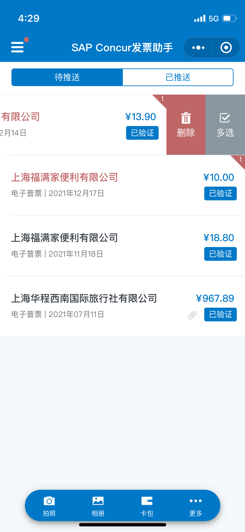 4:29
5G
SAP Concur发票助手
待推送
已推送
有限公司
¥13.90
2月14日
已验证
!
删除
多选
!
上海福满家便利有限公司
¥10.00
电子普票 | 2021年12月17日
已验证
上海福满家便利有限公司
¥18.80
电子普票 | 2021年11月18日
已验证
上海华程西南国际旅行社有限公司
¥967.89
电子普票 | 2021年07月11日
已验证
拍照
相册
卡包
更多